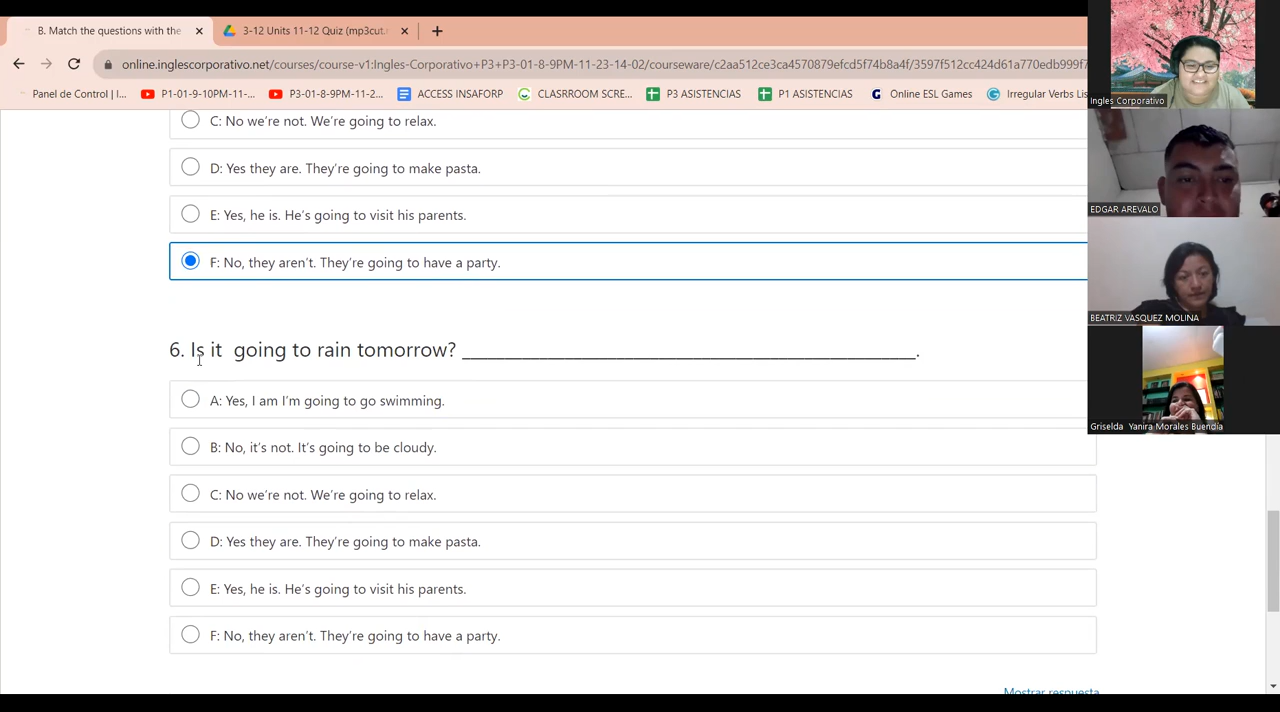 B. Match the questions with the
3-12 Units 11-12 Quiz (mp3cut.
online.inglescorporativo.net/courses/course-v1:Ingles-Corporativo+P3+P3-01-8-9PM-11-23-14-02/courseware/c2aa512ce3ca4570879efcd5f74b8a4f/3597f512cc424d61a770edb999f7
Panel de Control | I...
P1-01-9-10PM-11-...
P3-01-8-9PM-11-2...
ACCESS INSAFORP
CLASRROOM SCRE...
P3 ASISTENCIAS
P1 ASISTENCIAS
Online ESL Games
Irregular Verbs Lis
C: No we're not. We're going to relax.
D: Yes they are. They're going to make pasta.
E: Yes, he is. He's going to visit his parents.
F: No, they aren't. They're going to have a party.
6. Is it going to rain tomorrow? ______________________________________________.
A: Yes, I am I'm going to go swimming.
B: No, it's not. It's going to be cloudy.
C: No we're not. We're going to relax.
D: Yes they are. They're going to make pasta.
E: Yes, he is. He's going to visit his parents.
F: No, they aren't. They're going to have a party.
Mostrar respuesta
Ingles Corporativo
EDGAR AREVALO
BEATRIZ VASQUEZ MOLINA
Griselda Yanira Morales Buendía